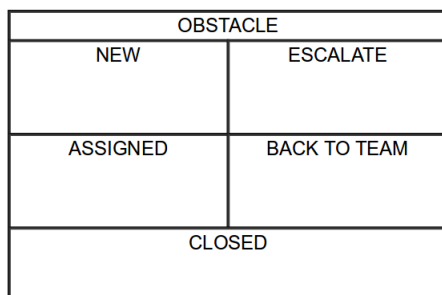 OBSTACLE
NEW
ESCALATE
ASSIGNED
BACK TO TEAM
CLOSED